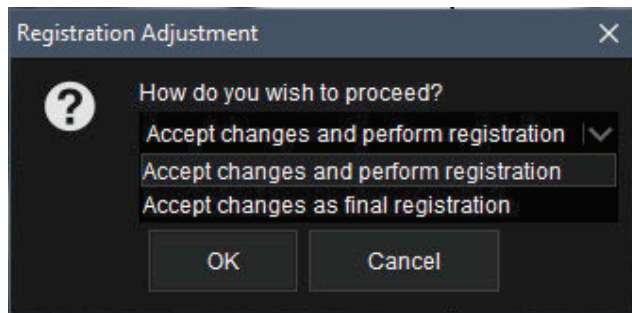 Registration Adjustment
How do you wish to proceed?
Accept changes and perform registration
Accept changes and perform registration
Accept changes as final registration
OK
Cancel